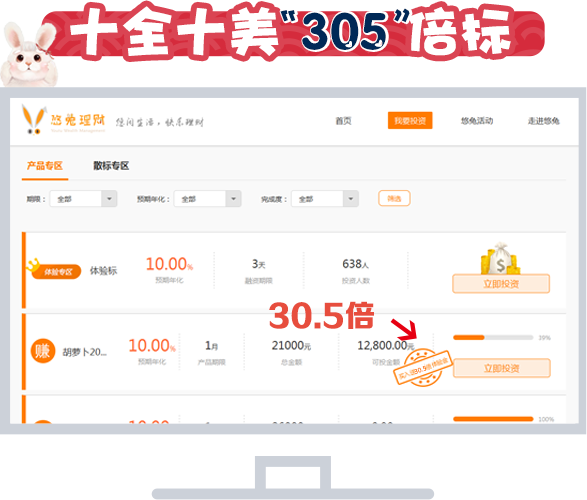 十全十美“305”倍标
悠兔理财 悠闲生活,快乐理财
首页 我要投资 悠兔活动 走进悠兔
产品专区 散标专区
期限: 全部 预期年化: 全部 完成度: 全部 筛选
体验专区 体验标 10.00% 3天 638人 立即投资
预期年化 融资期限 投资人数
30.5倍
赚 胡萝卜20... 10.00% 1月 21000元 12,800.00元 39%
预期年化 产品期限 总金额 可投金额 立即投资
100%